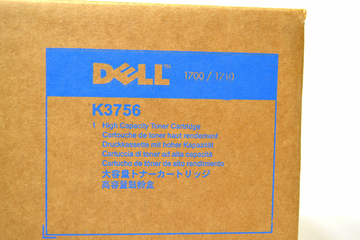 DELL™ 1700 / 1710
K3756
1 High Capacity Toner Cartridge
Cartouche de toner haut rendement
Druckkassette mit hoher Kapazität
Cartuccia di toner ad alta capacità
Cartucho de tóner de alto rendimiento
大容量トナーカートリッジ
高容量碳粉盒